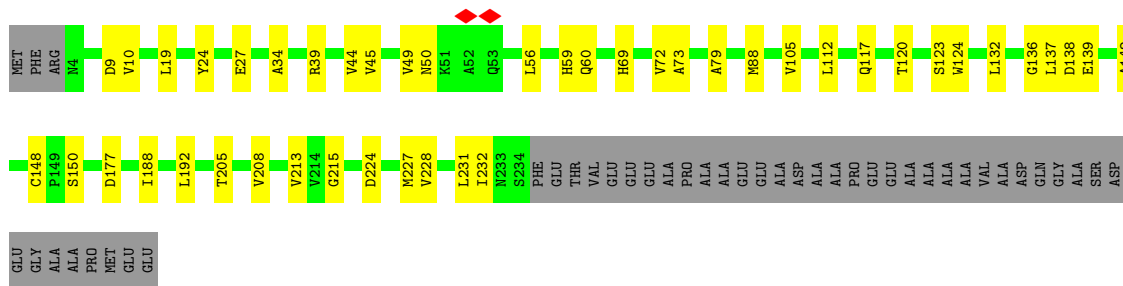 MET PHE ARG N4 D9 V10 L19 Y24 E27 A34 R39 V44 V45 V49 N50 K51 A52 Q53 L56 H59 Q60 H69 V72 A73 A79 M88 V105 L112 Q117 T120 S123 W124 L132 G136 L137 D138 E139
C148 P149 S150 D177 I188 L192 T205 V208 V213 V214 G215 D224 M227 V228 L231 I232 N233 S234 PHE GLU THR VAL GLU GLU GLU ALA PRO ALA ALA GLU GLU ALA ASP ALA ALA PRO GLU GLU ALA ALA ALA ALA VAL ALA ASP GLN GLY ALA SER ASP
GLU GLY ALA ALA PRO MET GLU GLU